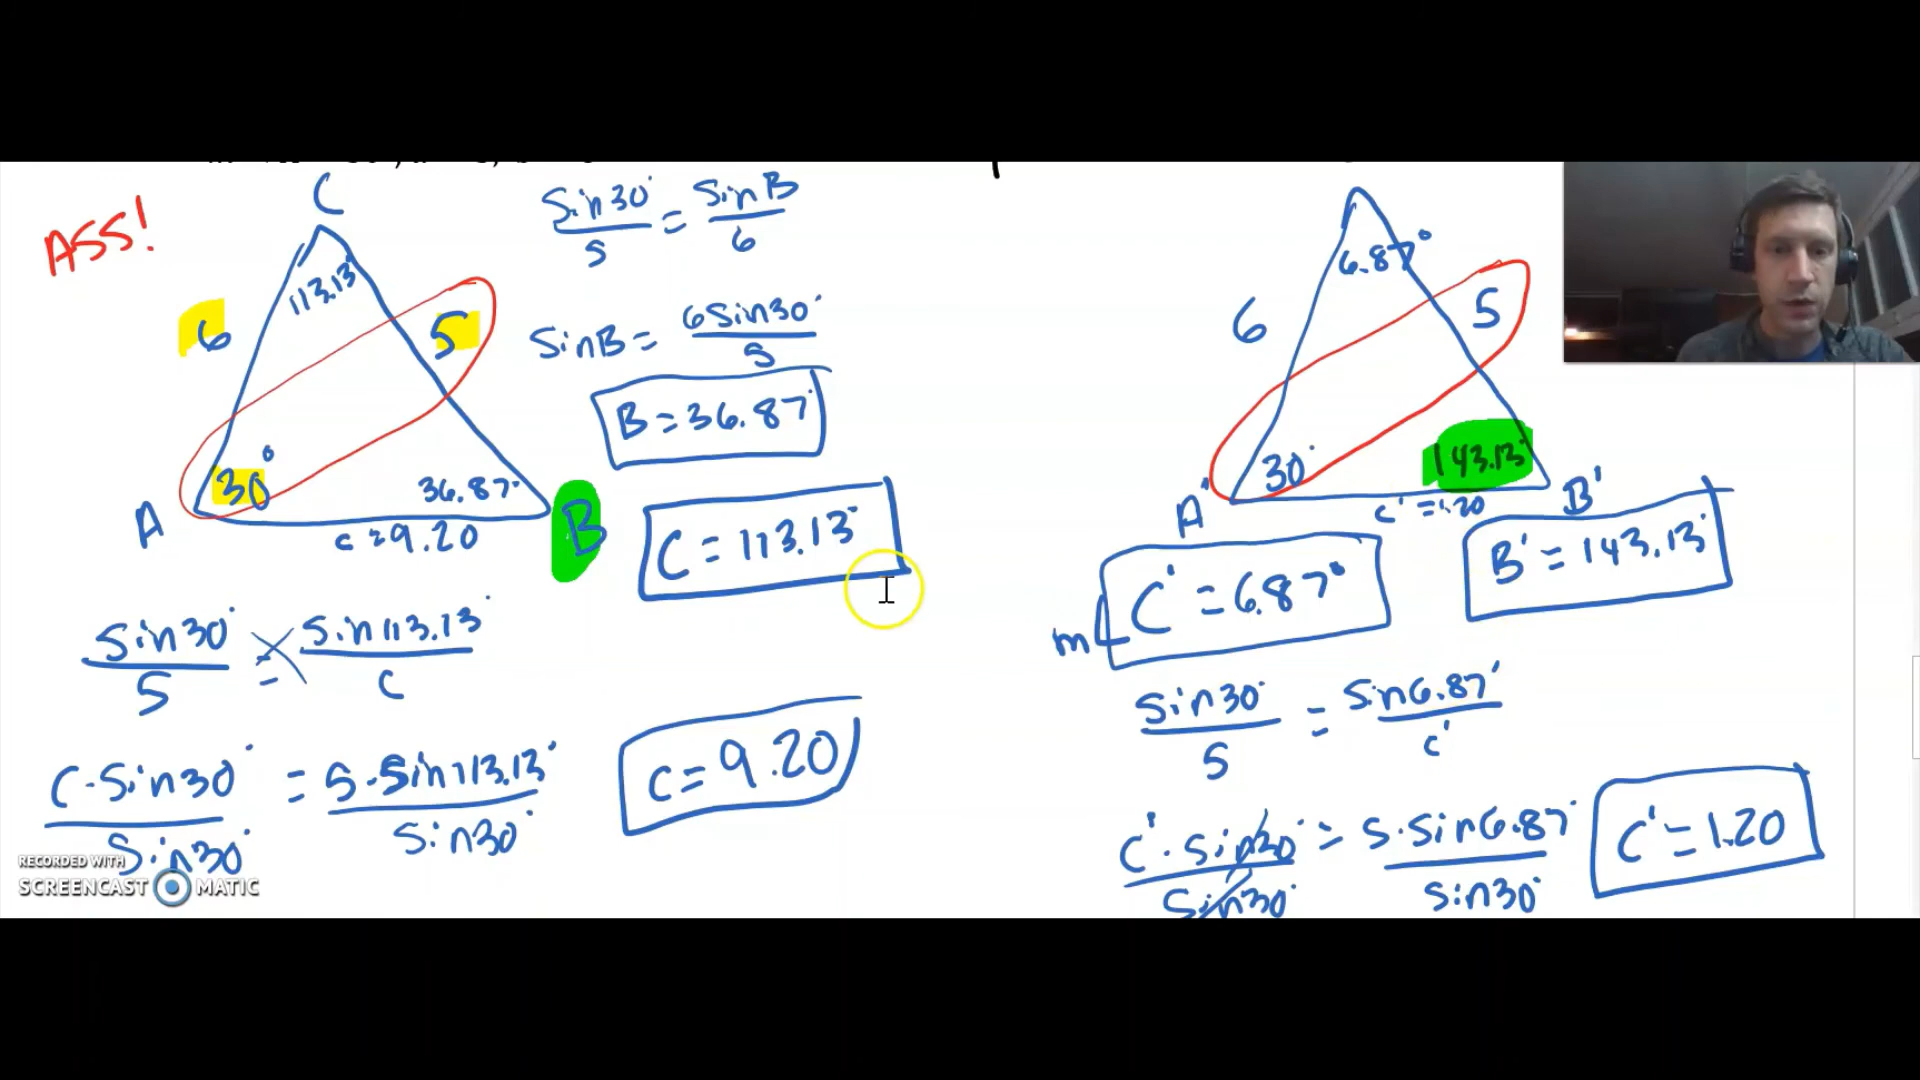 ASS!
C
113.13°
6
5
30°
36.87°
A
c=9.20
B
sin30° = sinB
5 6
sinB = 6sin30°
5
B = 36.87°
C = 113.13°
sin30° = sin113.13°
5 c
C·sin30° = 5·sin113.13°
sin30° sin30°
c = 9.20
6.87°
6
5
30°
143.13°
A'
c'=1.20
B'
m
C' = 6.87°
B' = 143.13°
sin30° = sin6.87°
5 c'
C'·sin30° = 5·sin6.87°
sin30° sin30°
C' = 1.20
RECORDED WITH
SCREENCAST MATIC